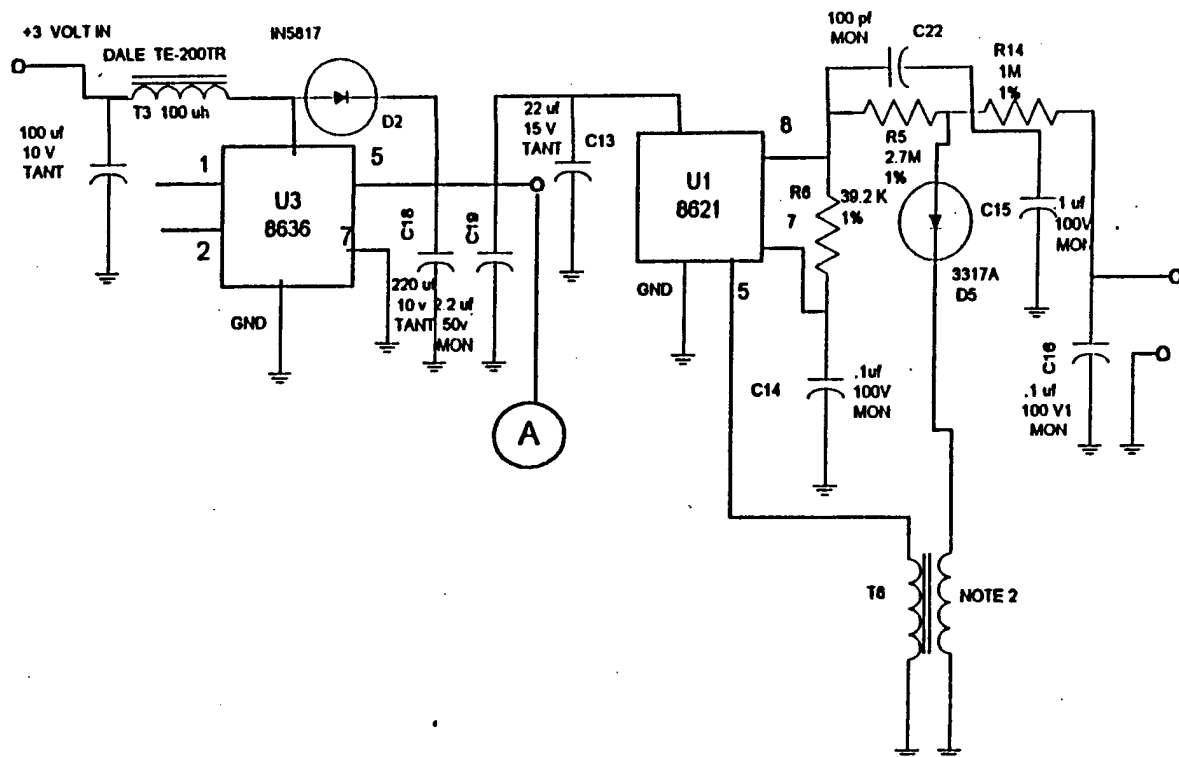 +3 VOLT IN
DALE TE-200TR
T3 100 uh
IN5817
D2
100 uf
10 V
TANT
1
2
U3
8636
5
7
GND
C18
220 uf
10 v
TANT
C19
2.2 uf
50v
MON
22 uf
15 V
TANT
C13
A
U1
8621
8
7
5
GND
R6
39.2 K
1%
C14
.1uf
100V
MON
100 pf
MON
C22
R5
2.7M
1%
R14
1M
1%
3317A
D5
C15
.1 uf
100V
MON
C16
.1 uf
100 V1
MON
T6
NOTE 2